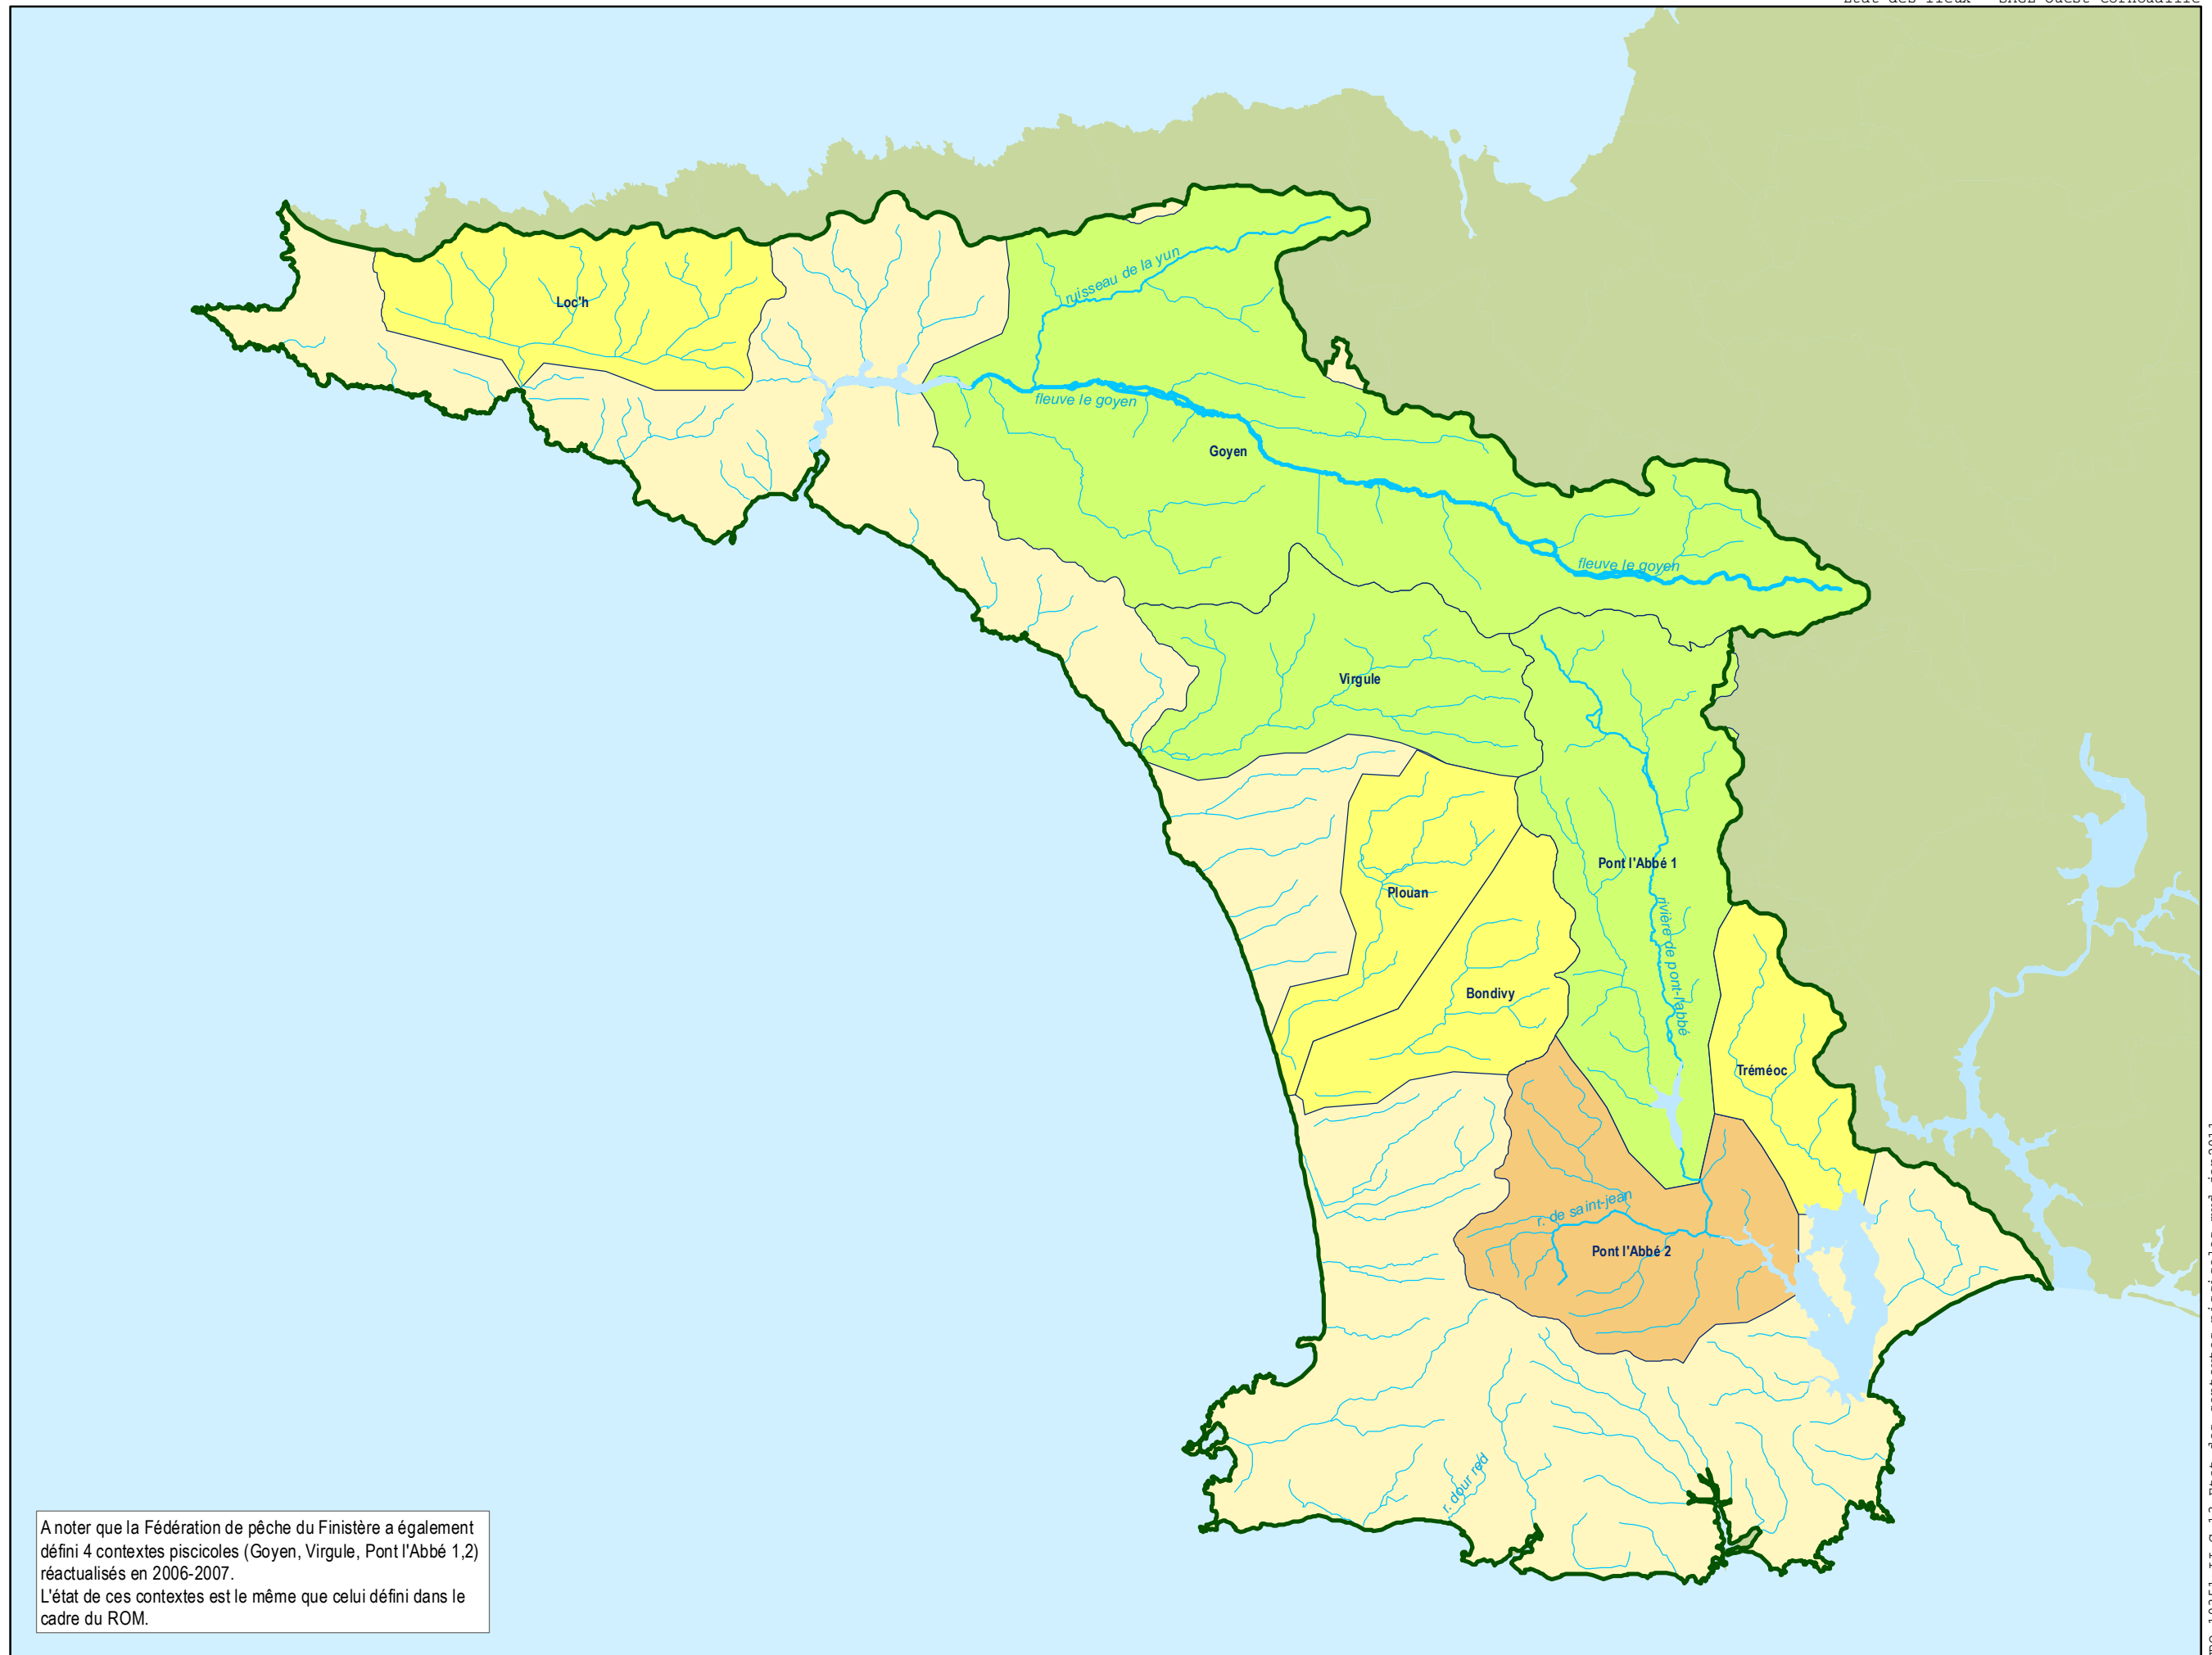 Loc'h
ruisseau de la yun
fleuve le goyen
Goyen
fleuve le goyen
Virgule
Pont l'Abbé 1
Plouan
rivière de pont-l'abbé
Bondivy
Tréméoc
r. de saint-jean
Pont l'Abbé 2
r. dour red
A noter que la Fédération de pêche du Finistère a également
défini 4 contextes piscicoles (Goyen, Virgule, Pont l'Abbé 1,2)
réactualisés en 2006-2007.
L'état de ces contextes est le même que celui défini dans le
cadre du ROM.